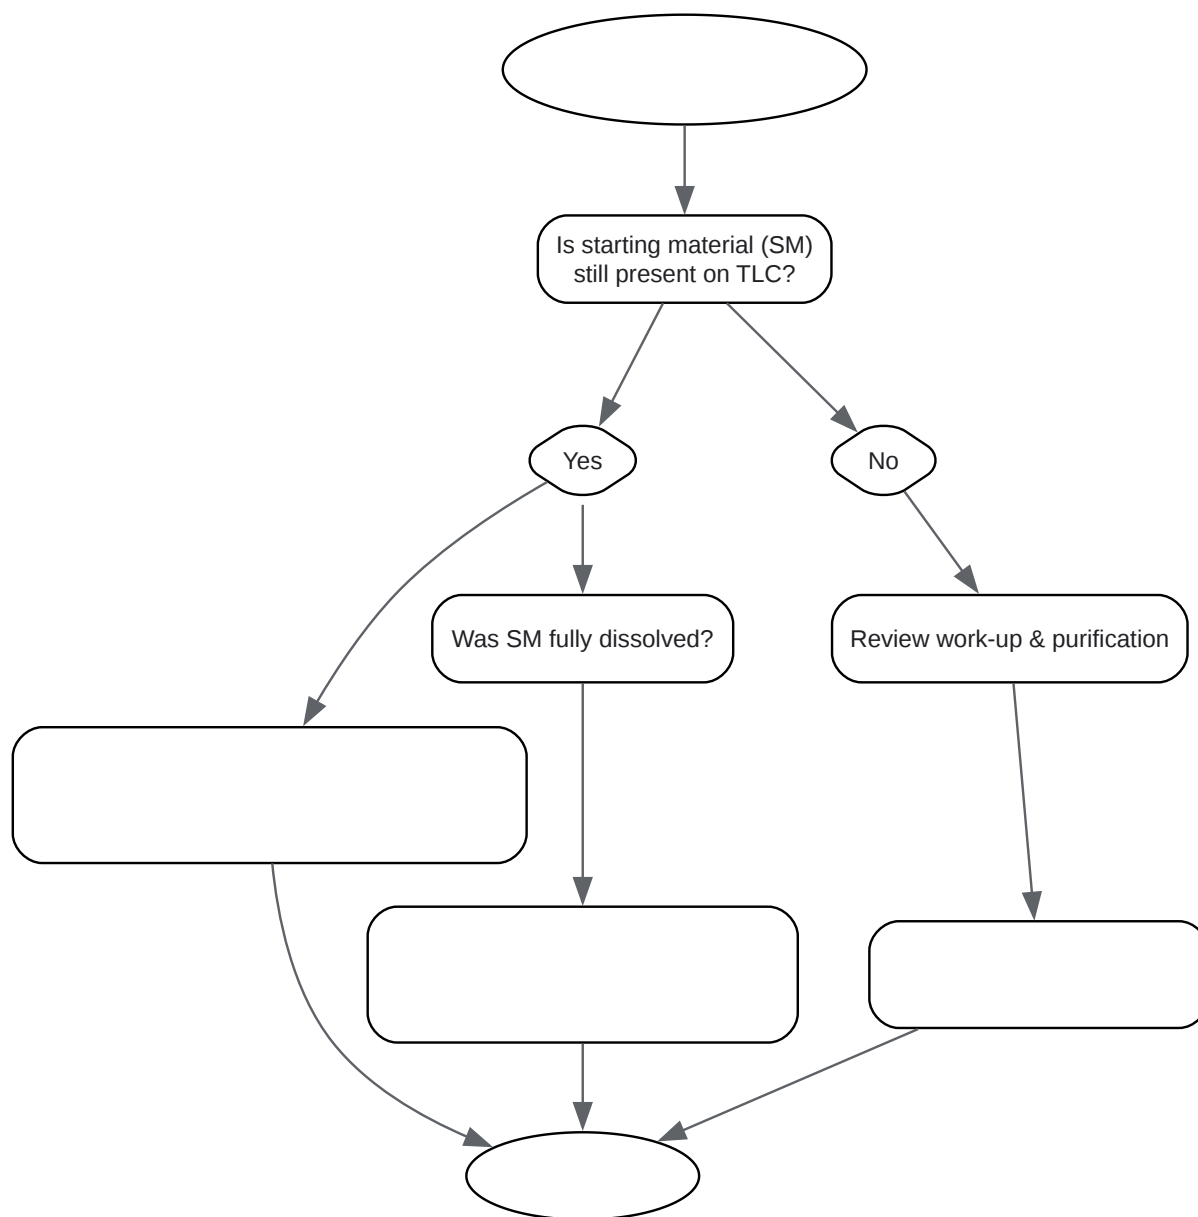 Is starting material (SM)
still present on TLC?
Yes
No
Was SM fully dissolved?
Review work-up & purification